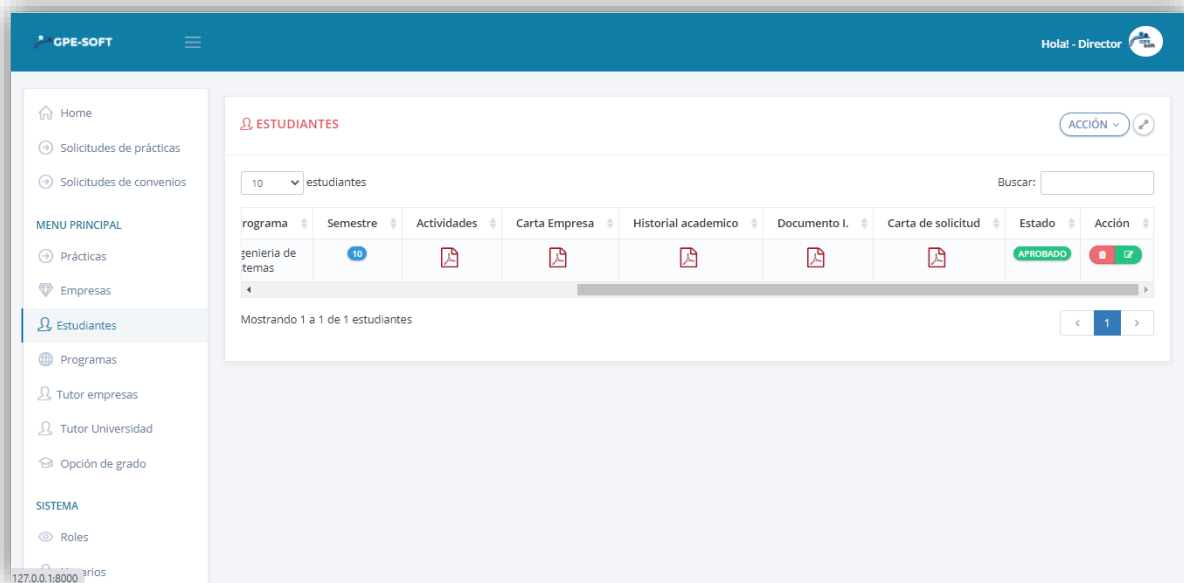 GPE-SOFT
Hola! - Director
Home
Solicitudes de prácticas
Solicitudes de convenios
MENU PRINCIPAL
Prácticas
Empresas
Estudiantes
Programas
Tutor empresas
Tutor Universidad
Opción de grado
SISTEMA
Roles
arios
127.0.0.1:8000
ESTUDIANTES
ACCIÓN
10 estudiantes
Buscar:
rograma Semestre Actividades Carta Empresa Historial academico Documento I. Carta de solicitud Estado Acción
genieria de
temas
10 APROBADO
Mostrando 1 a 1 de 1 estudiantes
< 1 >